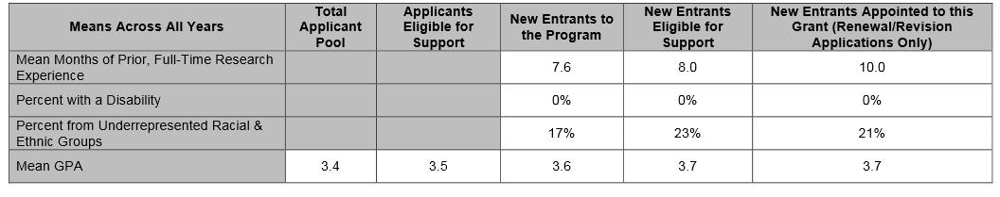 Means Across All Years
Total
Applicant
Pool
Applicants
Eligible for
Support
New Entrants to
the Program
New Entrants
Eligible for
Support
New Entrants Appointed to this
Grant (Renewal/Revision
Applications Only)
Mean Months of Prior, Full-Time Research
Experience
7.6
8.0
10.0
Percent with a Disability
0%
0%
0%
Percent from Underrepresented Racial &
Ethnic Groups
17%
23%
21%
Mean GPA
3.4
3.5
3.6
3.7
3.7